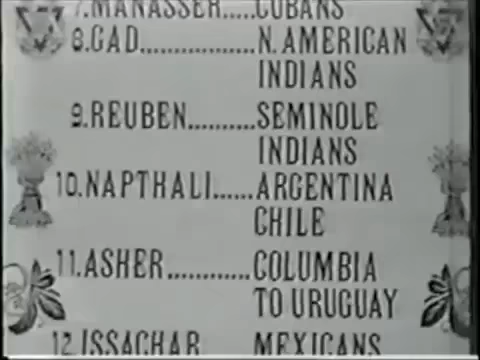 7.MANASSER.....CUBANS
8.GAD................N.AMERICAN
INDIANS
9.REUBEN..........SEMINOLE
INDIANS
10.NAPTHALI......ARGENTINA
CHILE
11.ASHER............COLUMBIA
TO URUGUAY
12.ISSACHAR MEXICANS